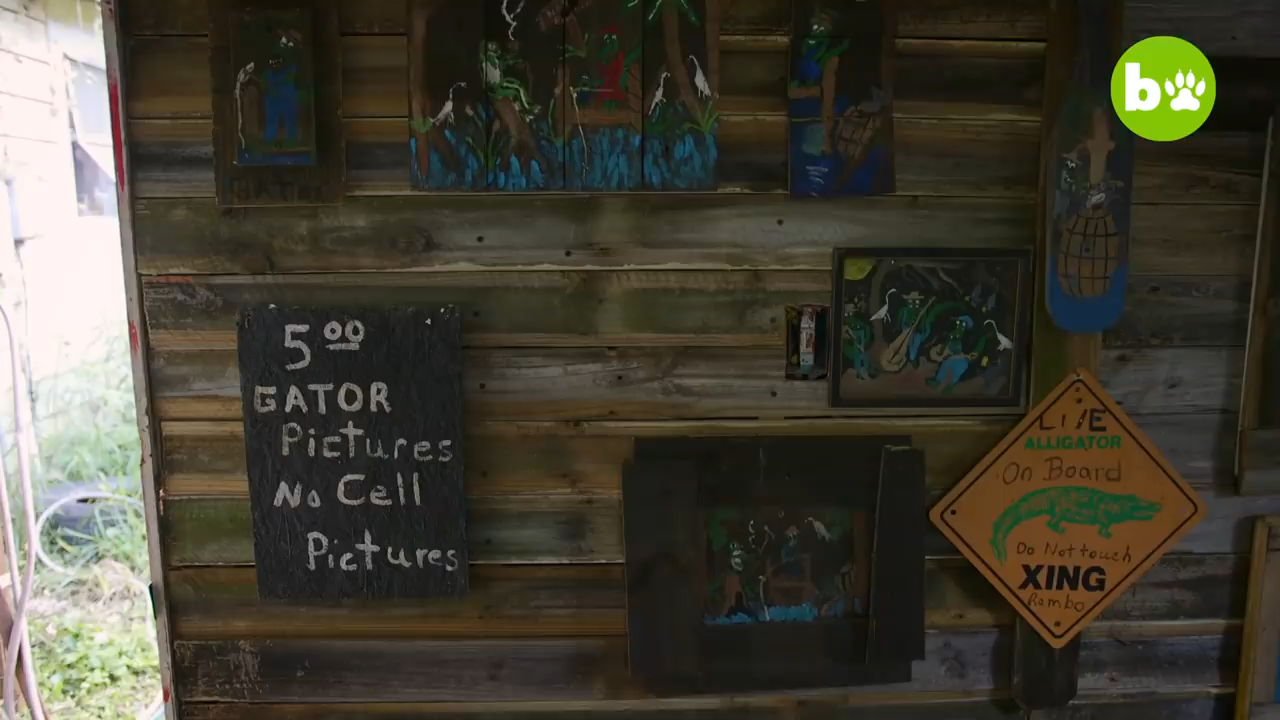 b
5.00
GATOR
Pictures
No Cell
Pictures
LIVE
ALLIGATOR
On Board
Do Not touch
XING
Rambo